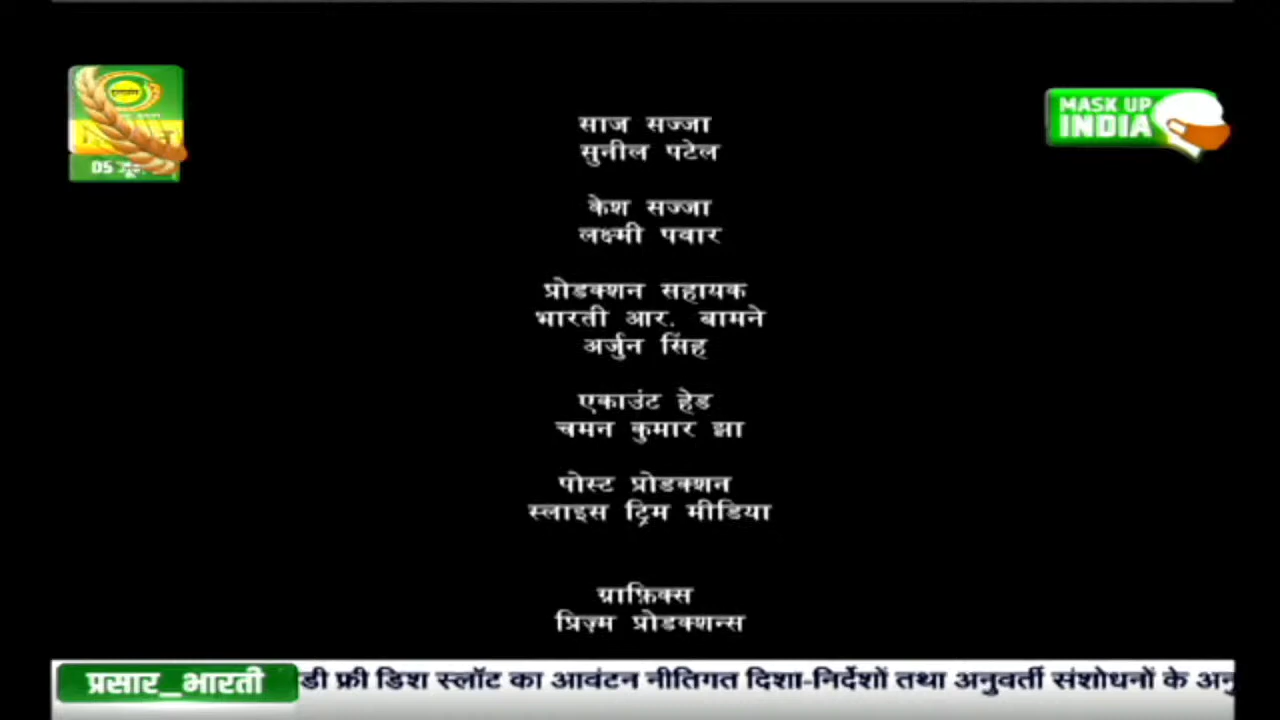 MASK UP
INDIA
साज सज्जा
सुनील पटेल
केश सज्जा
लक्ष्मी पवार
प्रोडक्शन सहायक
भारती आर. बामने
अर्जुन सिंह
एकाउंट हेड
चमन कुमार झा
पोस्ट प्रोडक्शन
स्लाइस ट्रिम मीडिया
ग्राफ़िक्स
प्रिज़्म प्रोडक्शन्स
प्रसार_भारती
डी फ्री डिश स्लॉट का आवंटन नीतिगत दिशा-निर्देशों तथा अनुवर्ती संशोधनों के